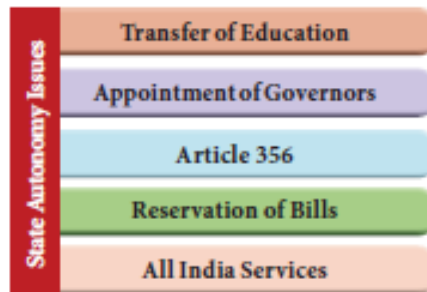 State Autonomy Issues
Transfer of Education
Appointment of Governors
Article 356
Reservation of Bills
All India Services